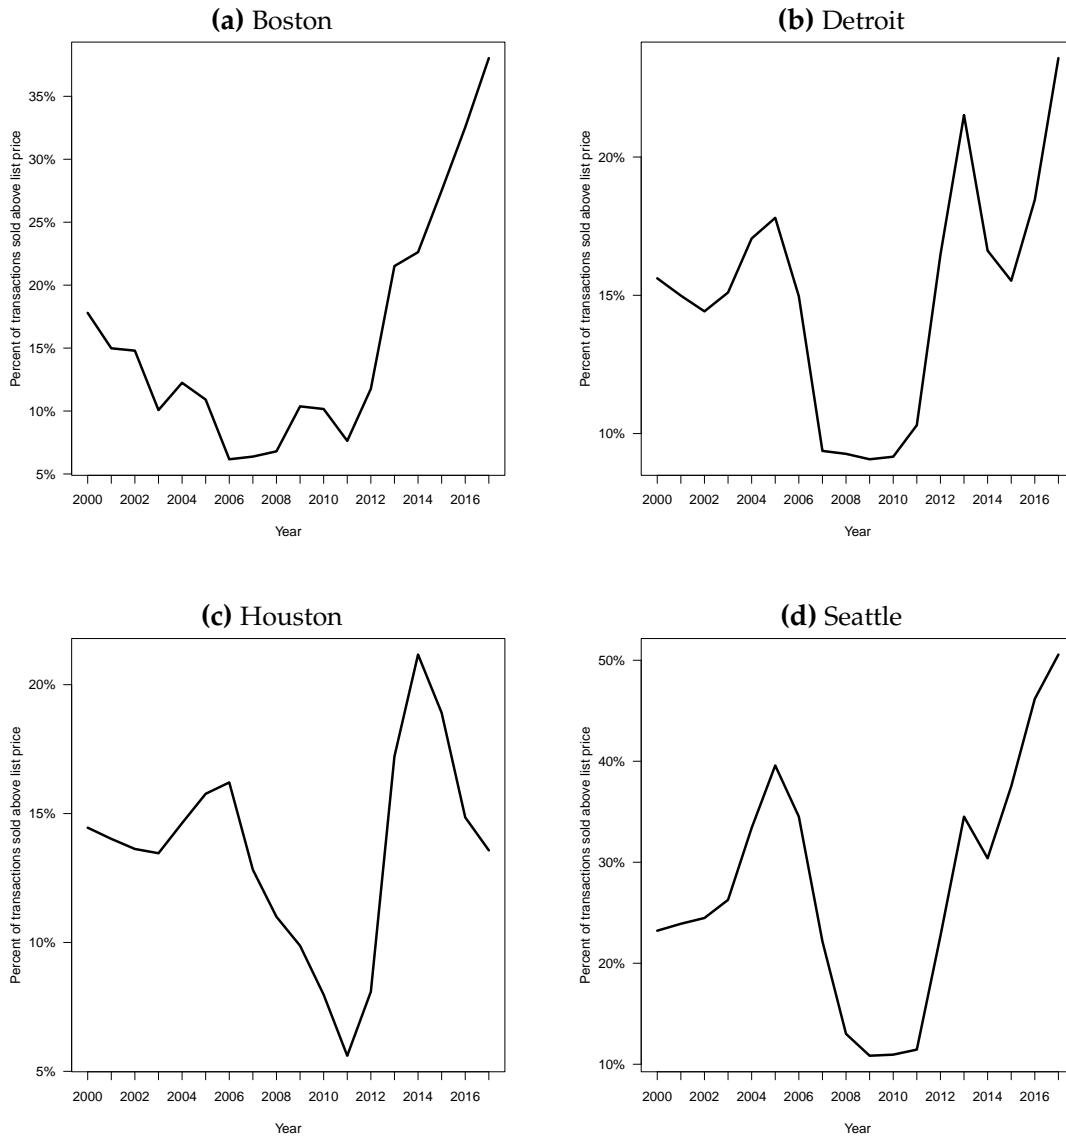 (a) Boston
Percent of transactions sold above list price
35%
30%
25%
20%
15%
10%
5%
2000 2002 2004 2006 2008 2010 2012 2014 2016
Year
(b) Detroit
Percent of transactions sold above list price
20%
15%
10%
2000 2002 2004 2006 2008 2010 2012 2014 2016
Year
(c) Houston
Percent of transactions sold above list price
20%
15%
10%
5%
2000 2002 2004 2006 2008 2010 2012 2014 2016
Year
(d) Seattle
Percent of transactions sold above list price
50%
40%
30%
20%
10%
2000 2002 2004 2006 2008 2010 2012 2014 2016
Year